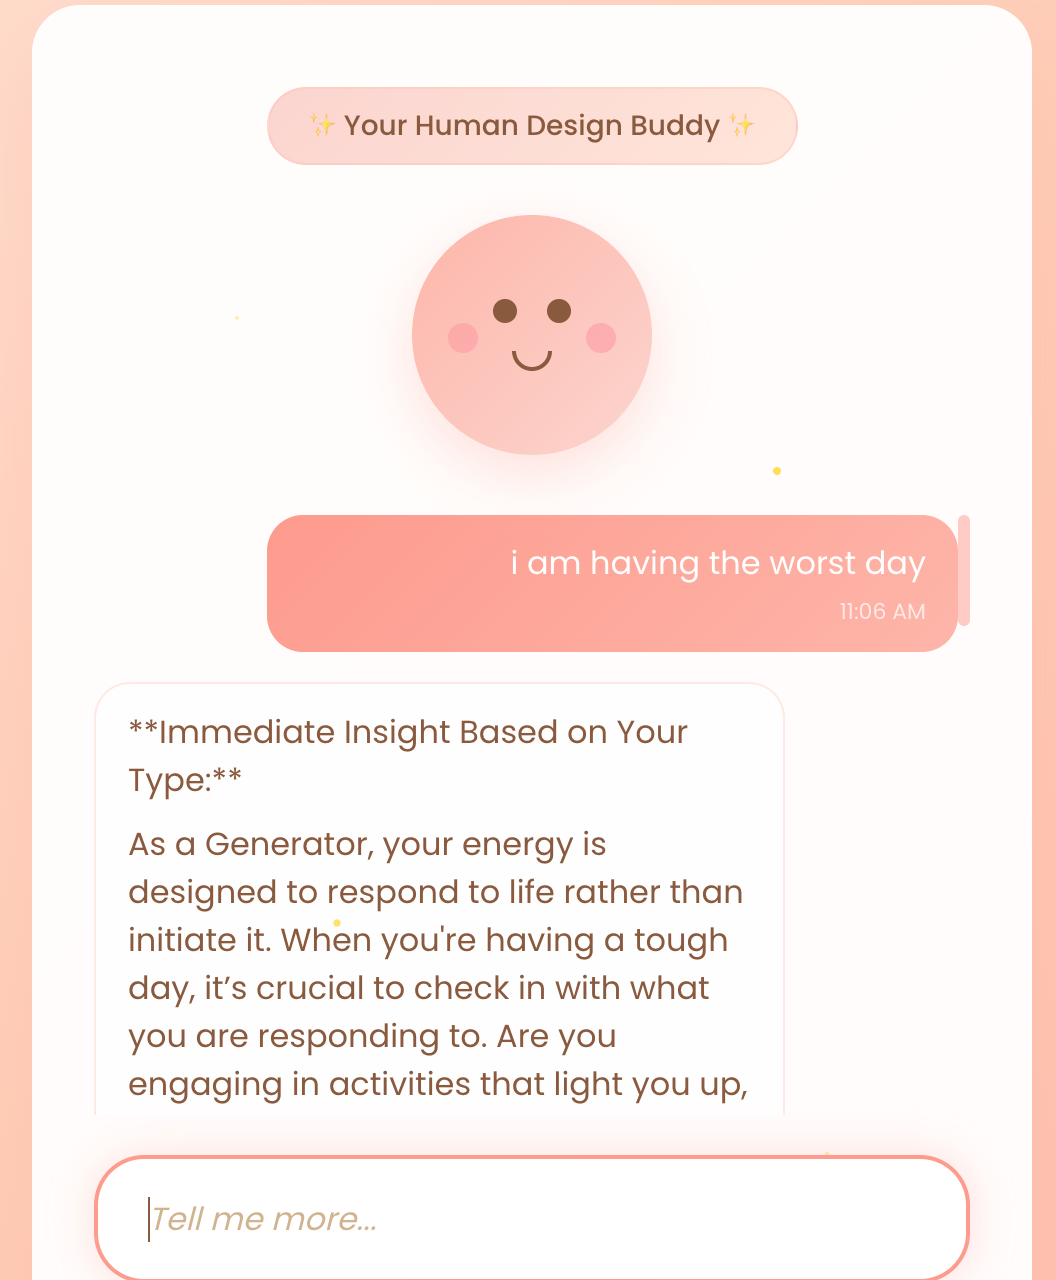 ✨ Your Human Design Buddy ✨
i am having the worst day
11:06 AM
**Immediate Insight Based on Your
Type:**
As a Generator, your energy is
designed to respond to life rather than
initiate it. When you're having a tough
day, it’s crucial to check in with what
you are responding to. Are you
engaging in activities that light you up,
Tell me more...